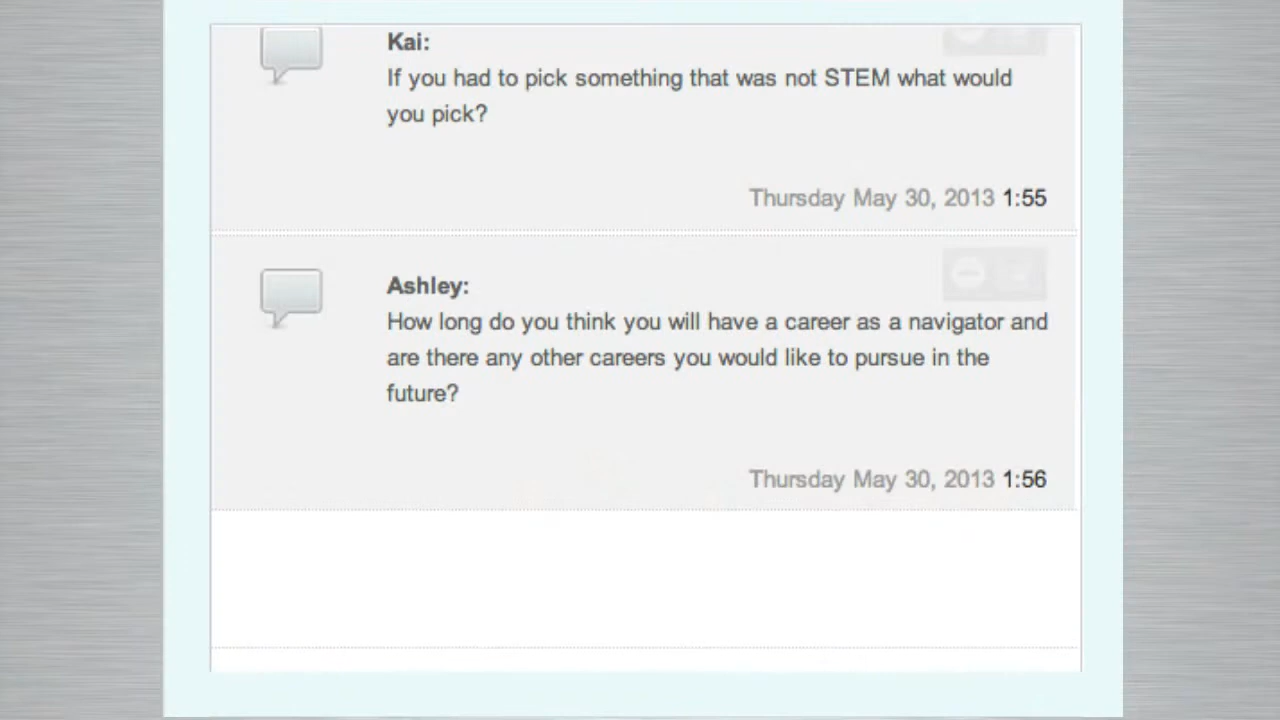 Kai:
If you had to pick something that was not STEM what would
you pick?
Thursday May 30, 2013 1:55
Ashley:
How long do you think you will have a career as a navigator and
are there any other careers you would like to pursue in the
future?
Thursday May 30, 2013 1:56